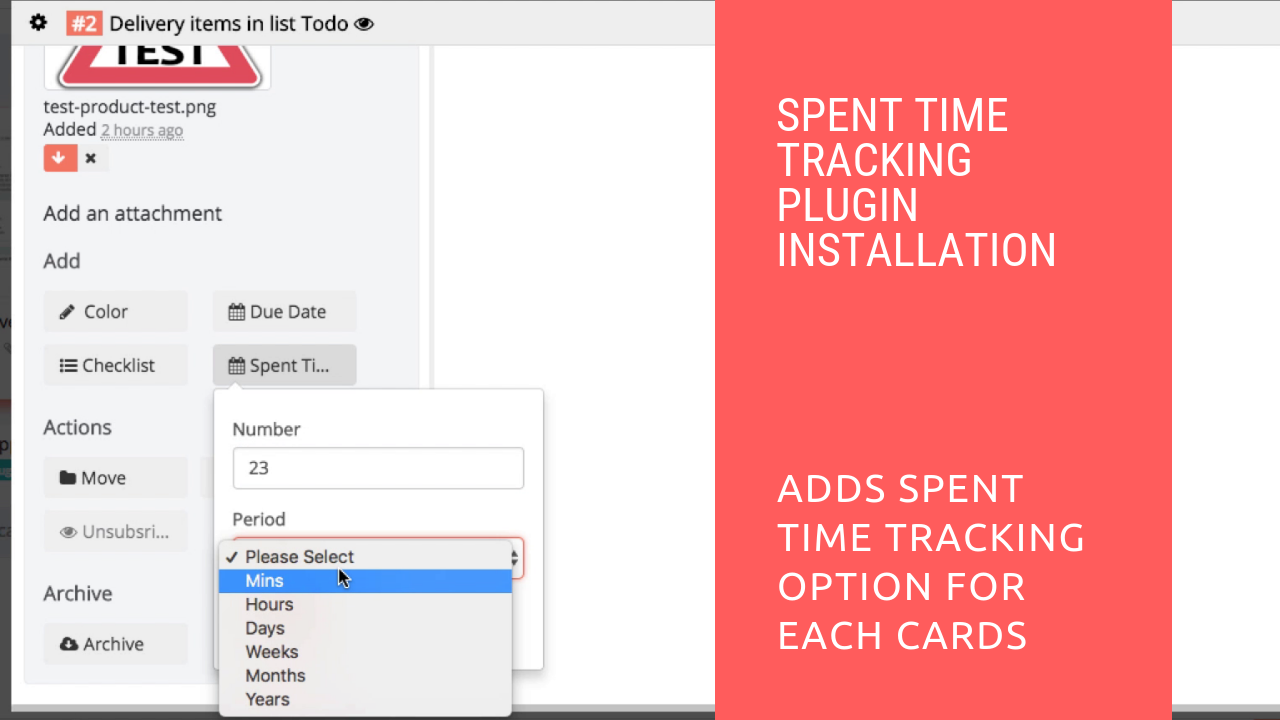 #2 Delivery items in list Todo
TEST
test-product-test.png
Added 2 hours ago
Add an attachment
Add
Color
Due Date
Checklist
Spent Ti...
Actions
Move
Unsubsri...
Archive
Archive
Number
23
Period
Please Select
Mins
Hours
Days
Weeks
Months
Years
SPENT TIME
TRACKING
PLUGIN
INSTALLATION
ADDS SPENT
TIME TRACKING
OPTION FOR
EACH CARDS